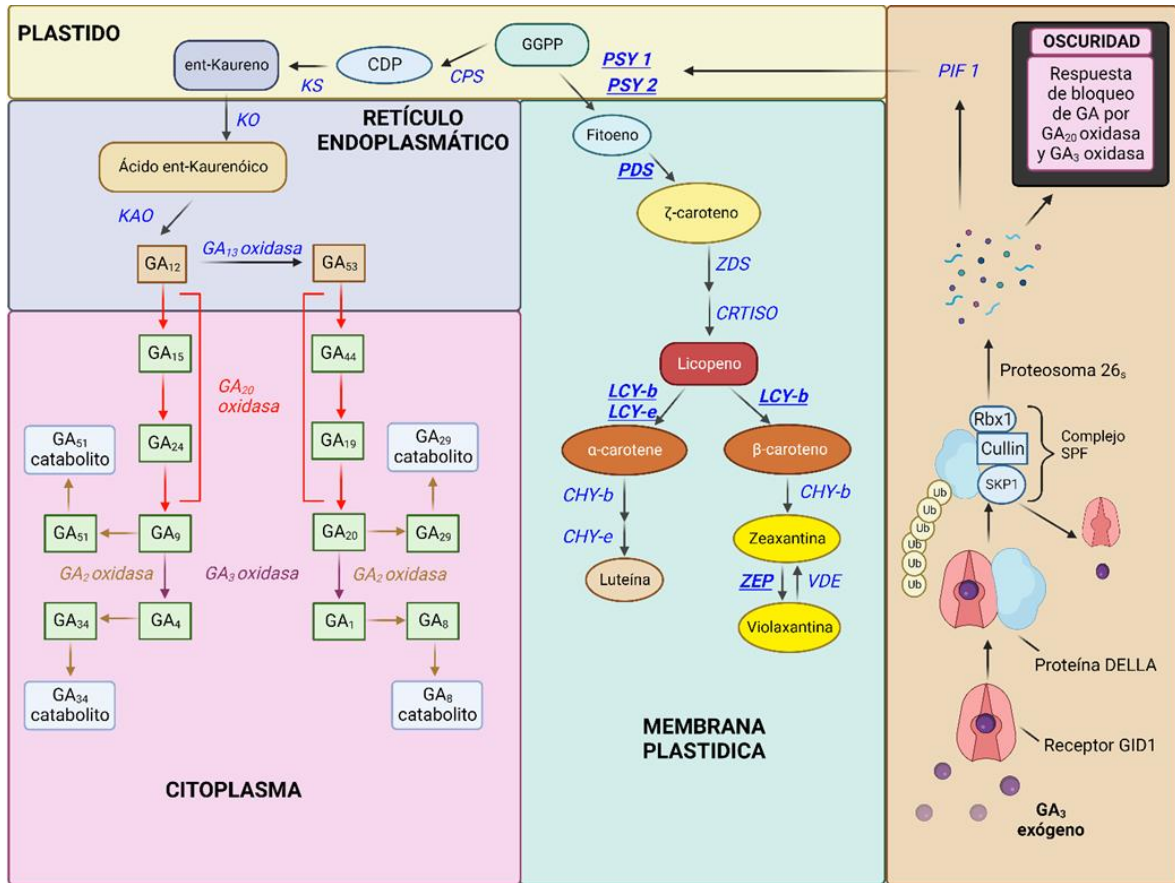 PLASTIDO
ent-Kaureno
KS
CDP
CPS
GGPP
PSY 1
PSY 2
PIF 1
OSCURIDAD
Respuesta
de bloqueo
de GA por
GA20 oxidasa
y GA3 oxidasa
KO
RETÍCULO
ENDOPLASMÁTICO
Ácido ent-Kaurenóico
KAO
GA12
GA13 oxidasa
GA53
GA15
GA44
GA20
oxidasa
GA24
GA19
GA51
catabolito
GA29
catabolito
GA51
GA9
GA20
GA29
GA2 oxidasa
GA3 oxidasa
GA2 oxidasa
GA34
GA4
GA1
GA8
GA34
catabolito
GA8
catabolito
CITOPLASMA
Fitoeno
PDS
ζ-caroteno
ZDS
CRTISO
Licopeno
LCY-b
LCY-e
LCY-b
α-carotene
β-caroteno
CHY-b
CHY-e
CHY-b
Luteína
Zeaxantina
ZEP
VDE
Violaxantina
MEMBRANA
PLASTIDICA
Proteosoma 26s
Rbx1
Cullin
SKP1
Complejo
SPF
Ub
Ub
Ub
Ub
Ub
Ub
Proteína DELLA
Receptor GID1
GA3
exógeno